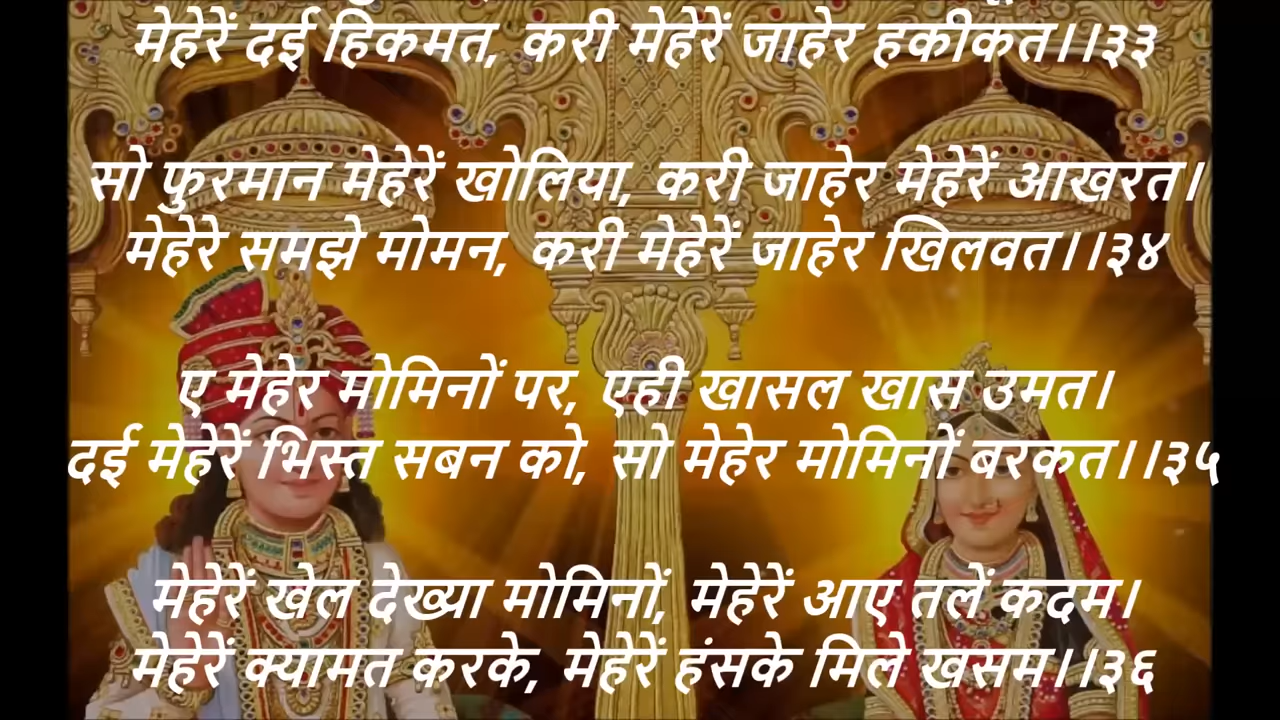 मेहेरें दई हिकमत, करी मेहेरें जाहेर हकीकत।।३३
सो फुरमान मेहेरें खोलिया, करी जाहेर मेहेरें आखरत।
मेहेरे समझे मोमन, करी मेहेरें जाहेर खिलवत।।३४
ए मेहेर मोमिनों पर, एही खासल खास उमत।
दई मेहेरें भिस्त सबन को, सो मेहेर मोमिनों बरकत।।३५
मेहेरें खेल देख्या मोमिनों, मेहेरें आए तलें कदम।
मेहेरें क्यामत करके, मेहेरें हंसके मिले खसम।।३६